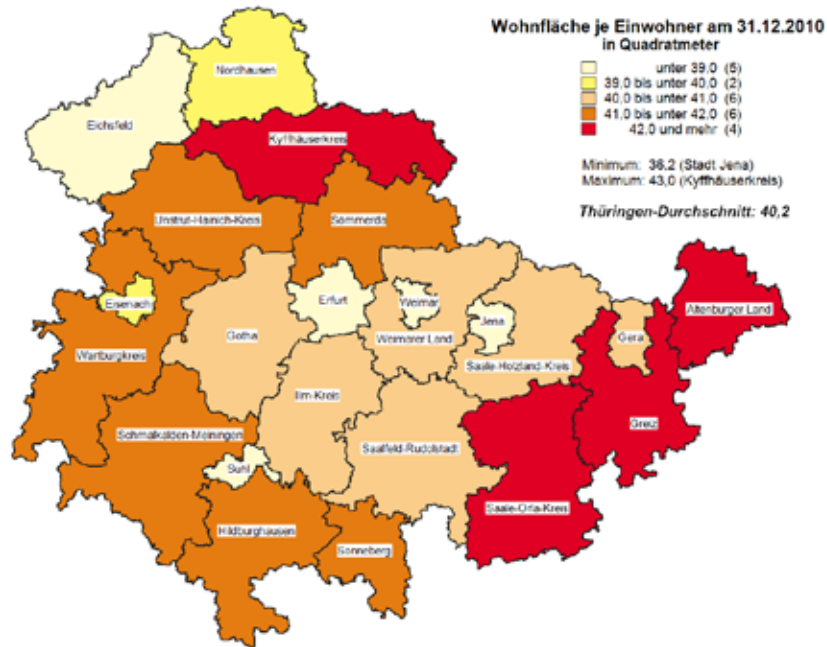 Wohnfläche je Einwohner am 31.12.2010
in Quadratmeter
unter 39,0 (5)
39,0 bis unter 40,0 (2)
40,0 bis unter 41,0 (6)
41,0 bis unter 42,0 (6)
42,0 und mehr (4)
Minimum: 36,2 (Stadt Jena)
Maximum: 43,0 (Kyffhäuserkreis)
Thüringen-Durchschnitt: 40,2
Nordhausen
Eichsfeld
Kyffhäuserkreis
Unstrut-Hainich-Kreis
Sömmerda
Eisenach
Erfurt
Weimar
Jena
Gera
Altenburger Land
Gotha
Weimarer Land
Wartburgkreis
Saale-Holzland-Kreis
Ilm-Kreis
Greiz
Schmalkalden-Meiningen
Saalfeld-Rudolstadt
Suhl
Saale-Orla-Kreis
Hildburghausen
Sonneberg